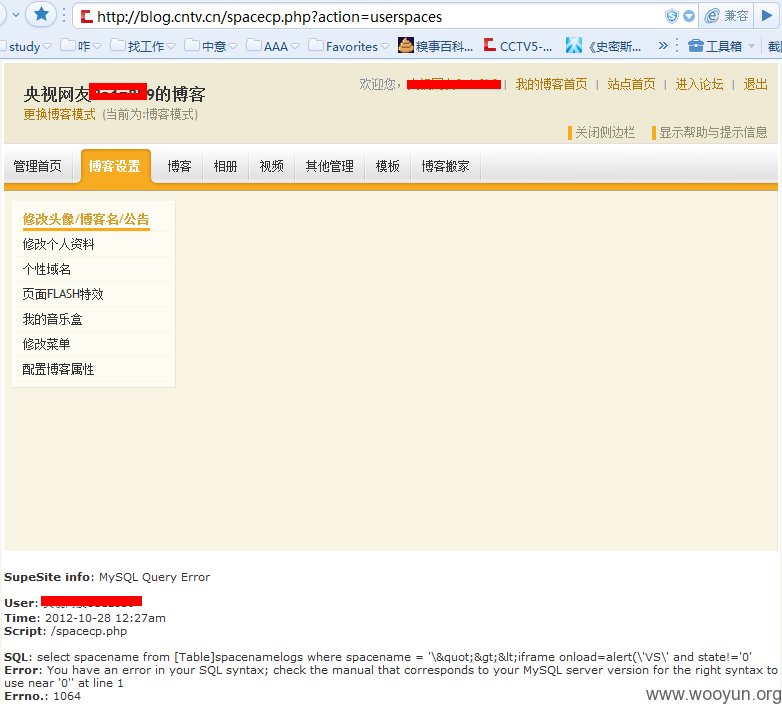 http://blog.cntv.cn/spacecp.php?action=userspaces
兼容
study 咋 找工作 中意 AAA Favorites 糗事百科... CCTV5-... 《史密斯... » 工具箱
央视网友 9的博客
欢迎您, | 我的博客首页 | 站点首页 | 进入论坛 | 退出
更换博客模式 (当前为:博客模式)
关闭侧边栏 显示帮助与提示信息
管理首页 博客设置 博客 相册 视频 其他管理 模板 博客搬家
修改头像/博客名/公告
修改个人资料
个性域名
页面FLASH特效
我的音乐盒
修改菜单
配置博客属性
SupeSite info: MySQL Query Error
User:
Time: 2012-10-28 12:27am
Script: /spacecp.php
SQL: select spacename from [Table]spacenamelogs where spacename = '\&quot;&gt;&lt;iframe onload=alert(\'VS\' and state!='0'
Error: You have an error in your SQL syntax; check the manual that corresponds to your MySQL server version for the right syntax to
use near '0'' at line 1
Errno.: 1064
www.wooyun.org